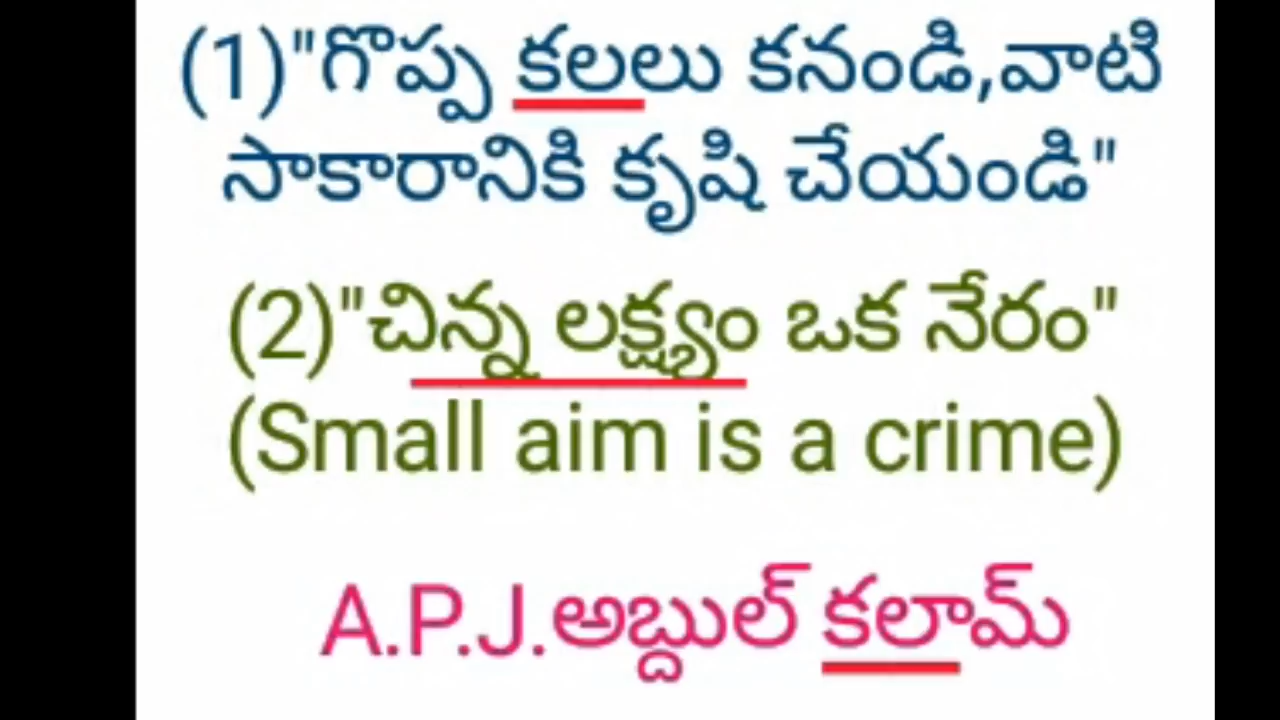 (1)"గొప్ప కలలు కనండి,వాటి
సాకారానికి కృషి చేయండి"
(2)"చిన్న లక్ష్యం ఒక నేరం"
(Small aim is a crime)
A.P.J.అబ్దుల్ కలామ్